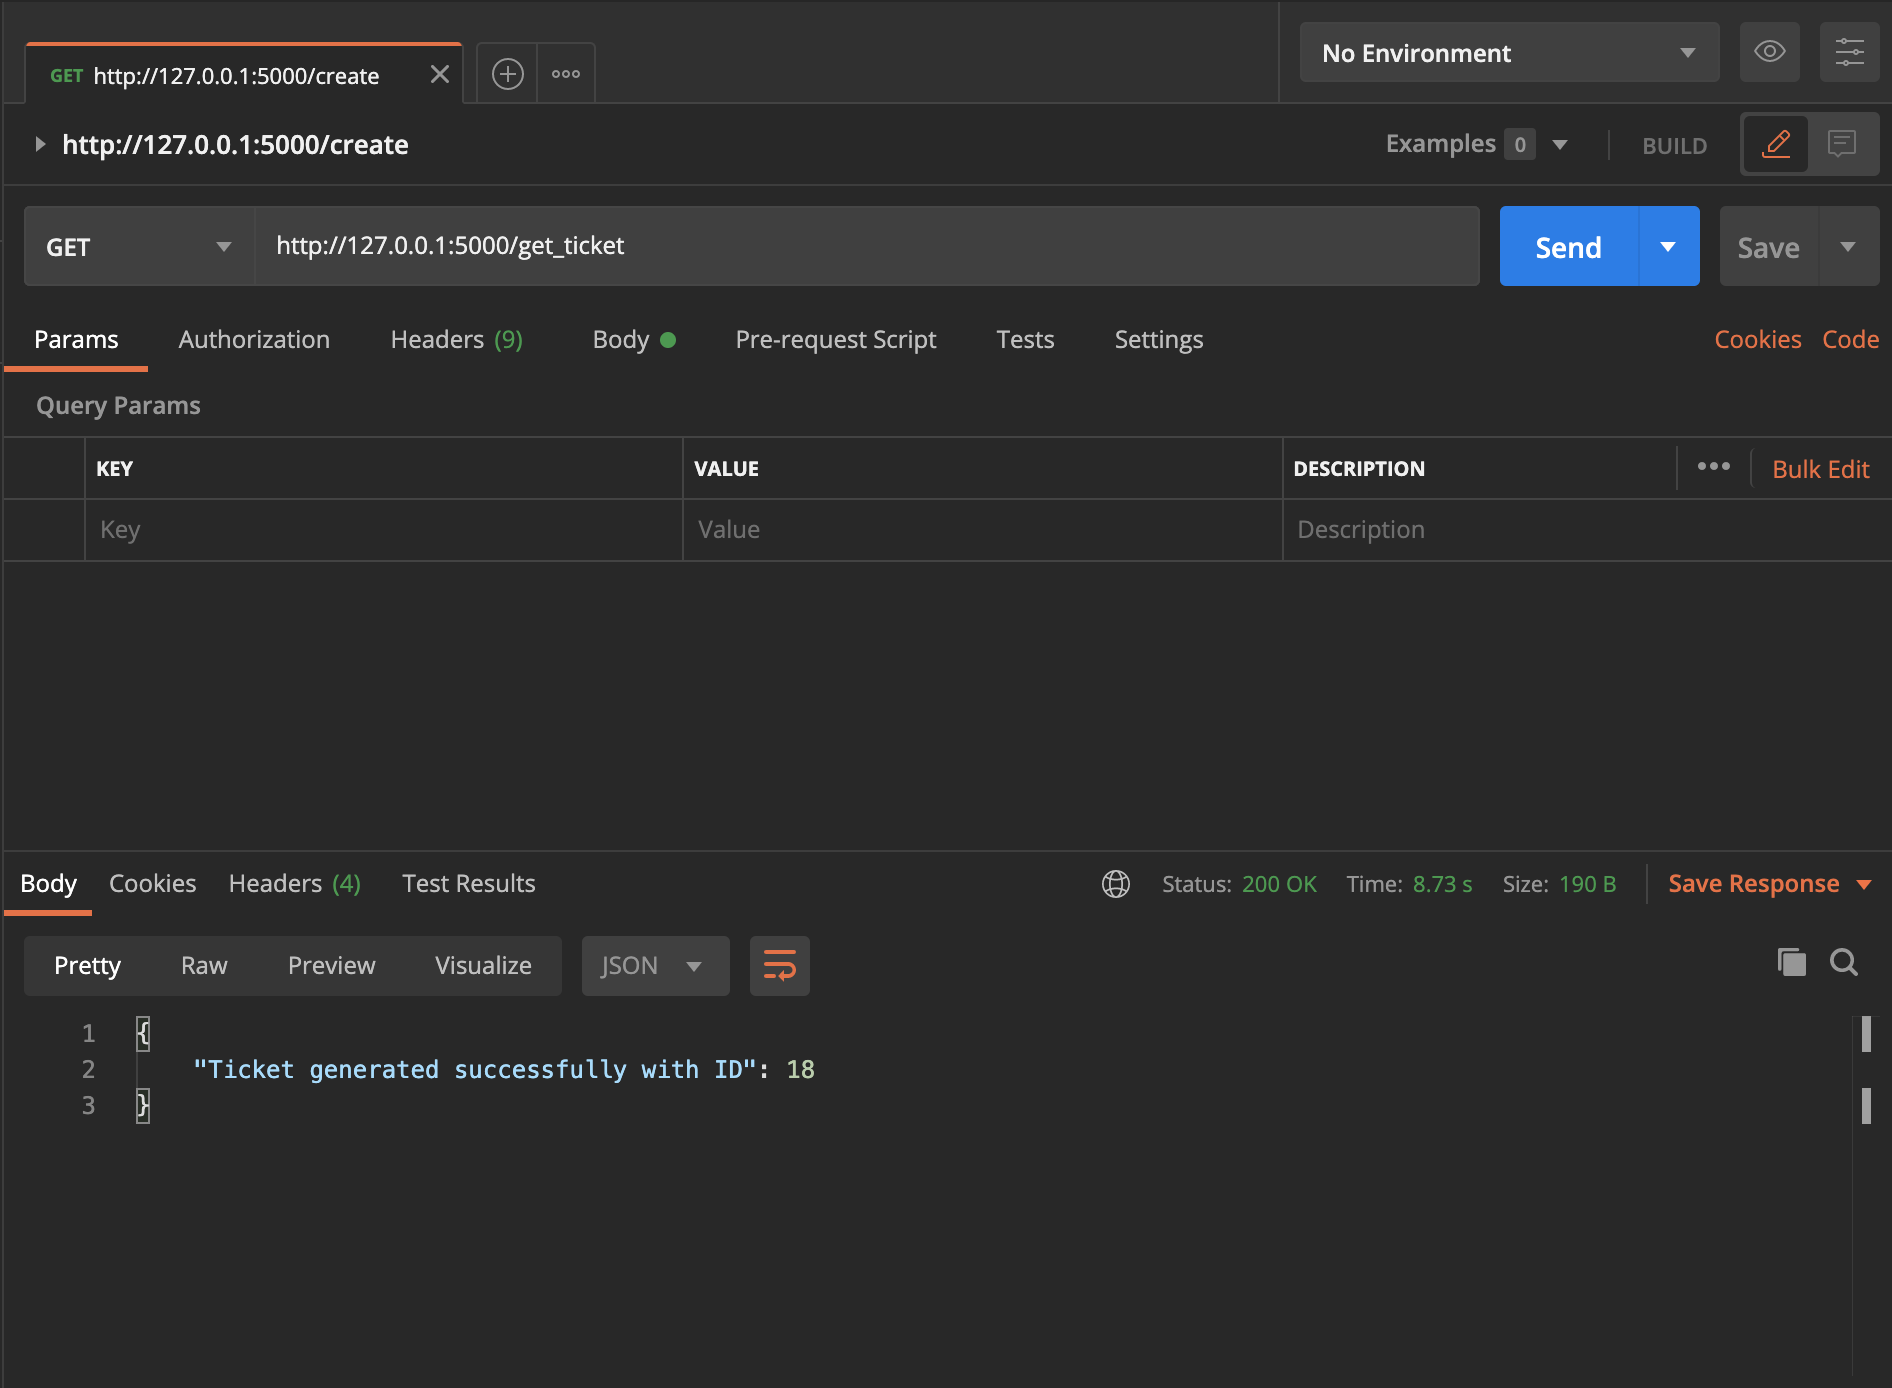 GET http://127.0.0.1:5000/create
No Environment
http://127.0.0.1:5000/create
Examples 0
BUILD
GET http://127.0.0.1:5000/get_ticket
Send
Save
Params Authorization Headers (9) Body Pre-request Script Tests Settings Cookies Code
Query Params
KEY VALUE DESCRIPTION Bulk Edit
Key Value Description
Body Cookies Headers (4) Test Results Status: 200 OK Time: 8.73 s Size: 190 B Save Response
Pretty Raw Preview Visualize JSON
1 {
2 "Ticket generated successfully with ID": 18
3 }